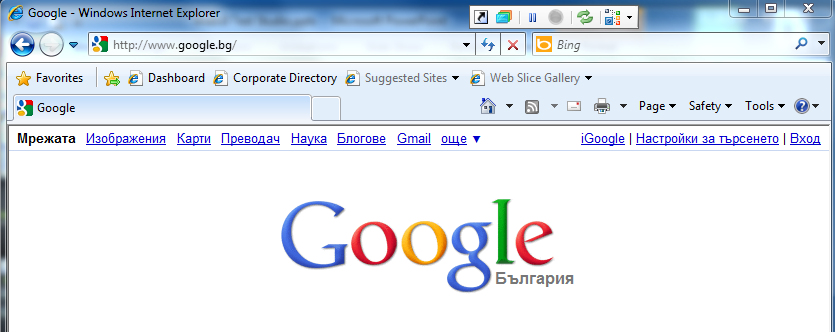 Google - Windows Internet Explorer
http://www.google.bg/ Bing
Favorites Dashboard Corporate Directory Suggested Sites Web Slice Gallery
Google Page Safety Tools
Мрежата Изображения Карти Преводач Наука Блогове Gmail още ▼ iGoogle | Настройки за търсенето | Вход
Google
България